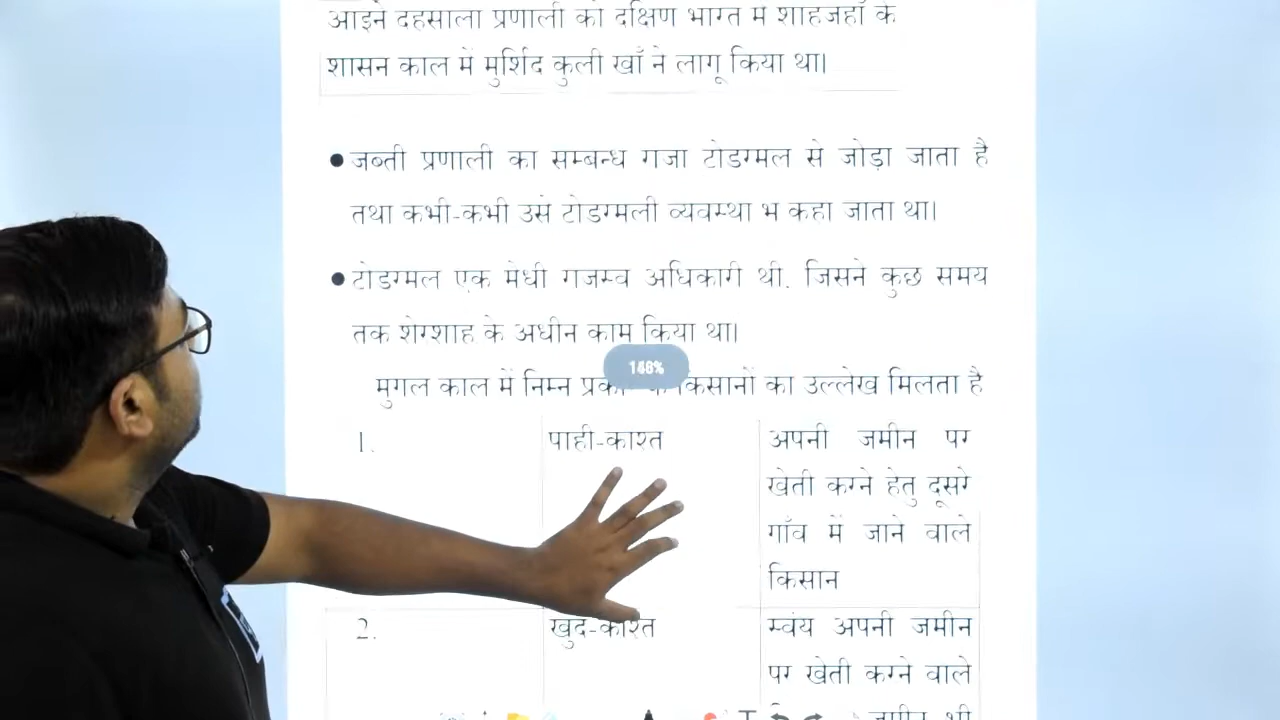 आइने दहसाला प्रणाली को दक्षिण भारत में शाहजहाँ के
शासन काल में मुर्शिद कुली खाँ ने लागू किया था।
●जब्ती प्रणाली का सम्बन्ध राजा टोडरमल से जोड़ा जाता है
तथा कभी-कभी उसे टोडरमली व्यवस्था भ कहा जाता था।
●टोडरमल एक मेधी राजस्व अधिकारी थी. जिसने कुछ समय
तक शेरशाह के अधीन काम किया था।
146%
मुगल काल में निम्न किसानों का उल्लेख मिलता है
1. पाही-काश्त अपनी जमीन पर
खेती करने हेतु दूसरे
गाँव में जाने वाले
किसान
2. खुद-काश्त स्वंय अपनी जमीन
पर खेती करने वाले